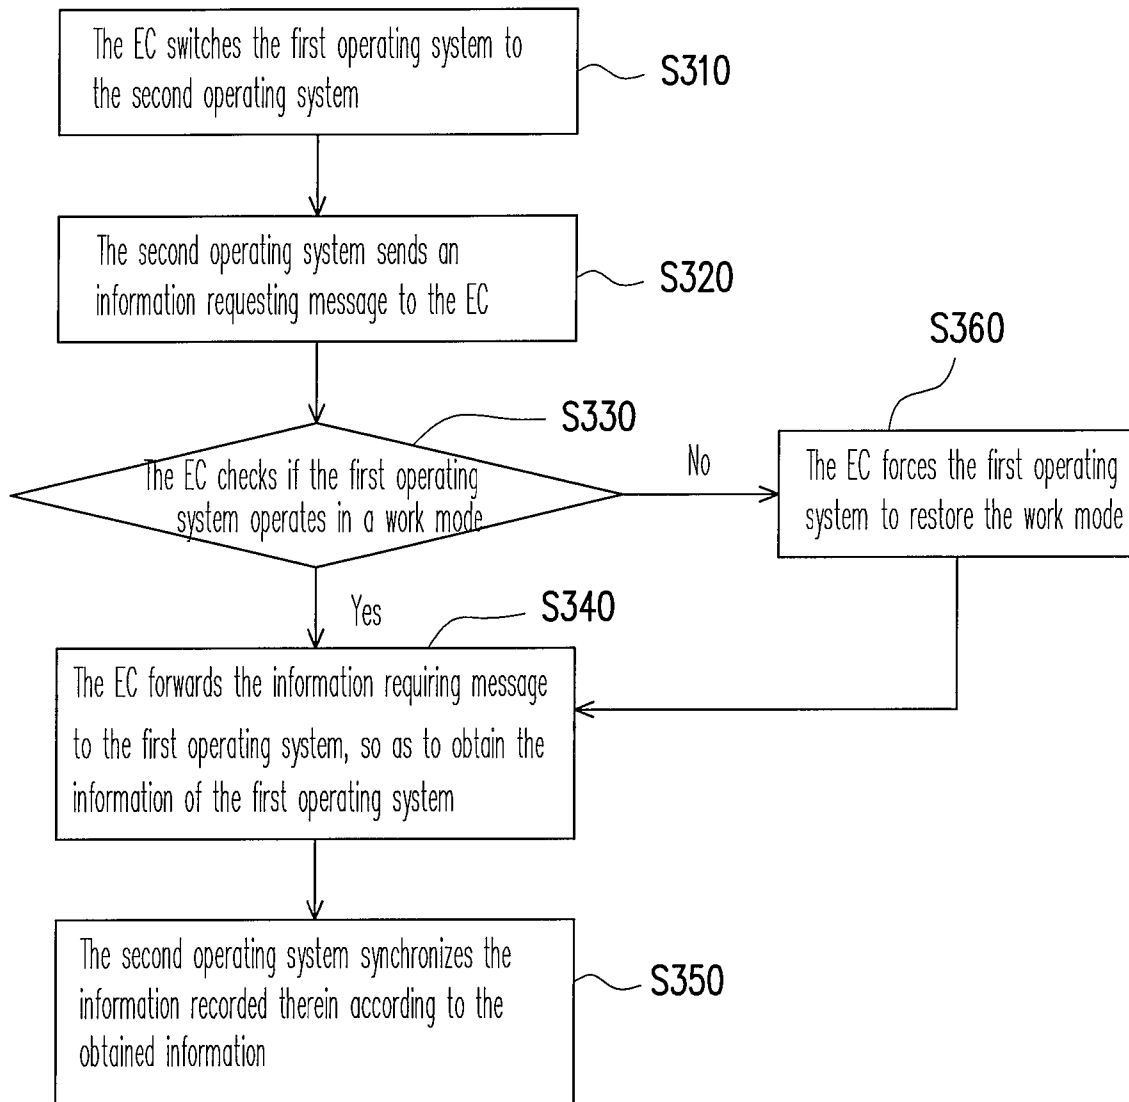 The EC switches the first operating system to
the second operating system
S310
The second operating system sends an
information requesting message to the EC
S320
S360
S330
The EC checks if the first operating
system operates in a work mode
No
The EC forces the first operating
system to restore the work mode
Yes
S340
The EC forwards the information requiring message
to the first operating system, so as to obtain the
information of the first operating system
The second operating system synchronizes the
information recorded therein according to the
obtained information
S350